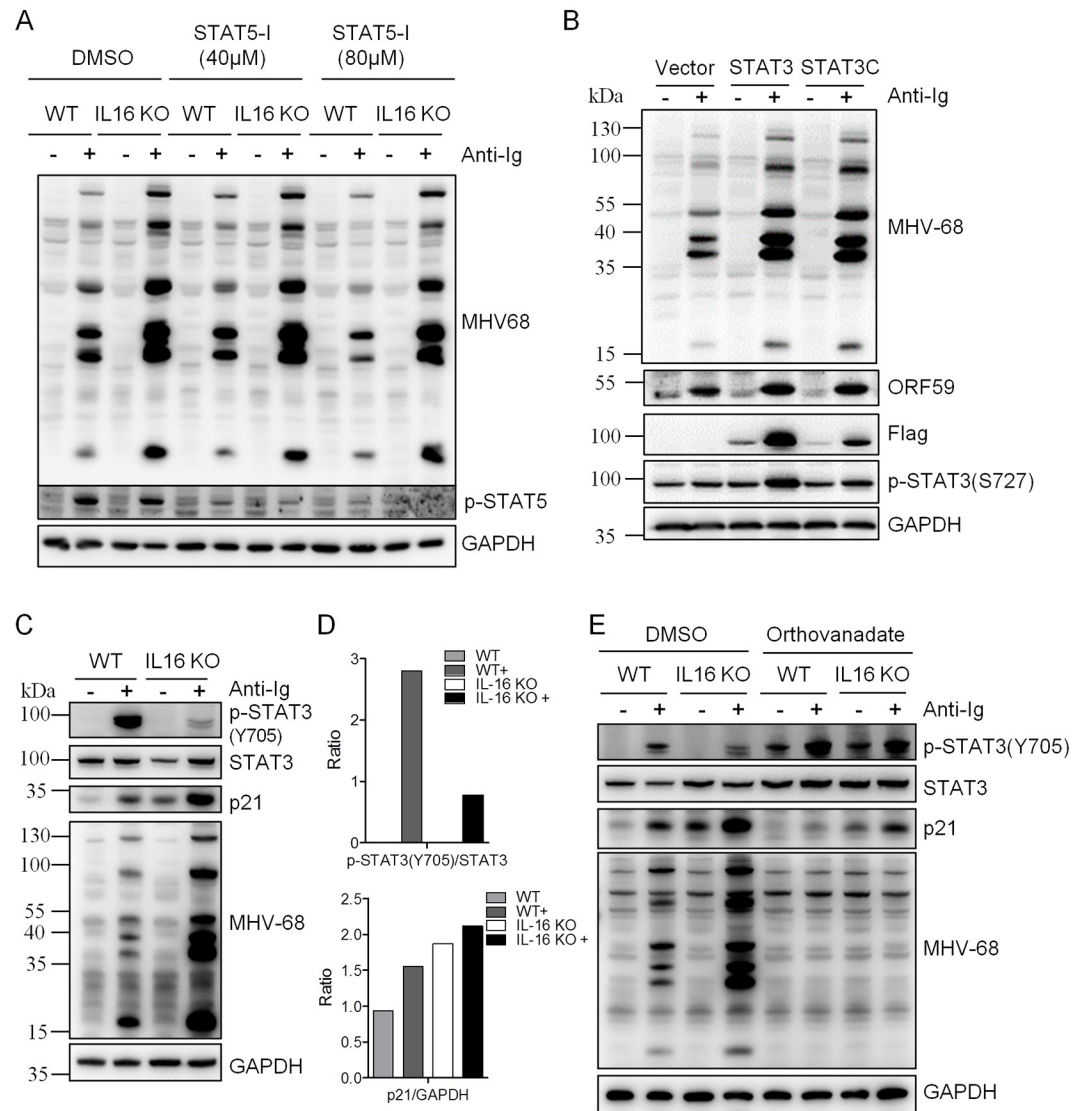 A
STAT5-I STAT5-I
DMSO (40μM) (80μM)
WT IL16 KO WT IL16 KO WT IL16 KO
- + - + - + - + - + - + Anti-Ig
MHV68
p-STAT5
GAPDH
B
Vector STAT3 STAT3C
kDa - + - + - + Anti-Ig
130
100
55
40
35
15
MHV-68
55
ORF59
100
Flag
100
p-STAT3(S727)
35
GAPDH
C
WT IL16 KO
kDa - + - + Anti-Ig
100
p-STAT3
(Y705)
100
STAT3
35
p21
130
100
55
40
35
15
MHV-68
35
GAPDH
D
WT
WT+
IL-16 KO
IL-16 KO +
3
2
1
0
Ratio
p-STAT3(Y705)/STAT3
WT
WT+
IL-16 KO
IL-16 KO +
2.5
2.0
1.5
1.0
0.5
0.0
Ratio
p21/GAPDH
E
DMSO Orthovanadate
WT IL16 KO WT IL16 KO
- + - + - + - + Anti-Ig
p-STAT3(Y705)
STAT3
p21
MHV-68
GAPDH